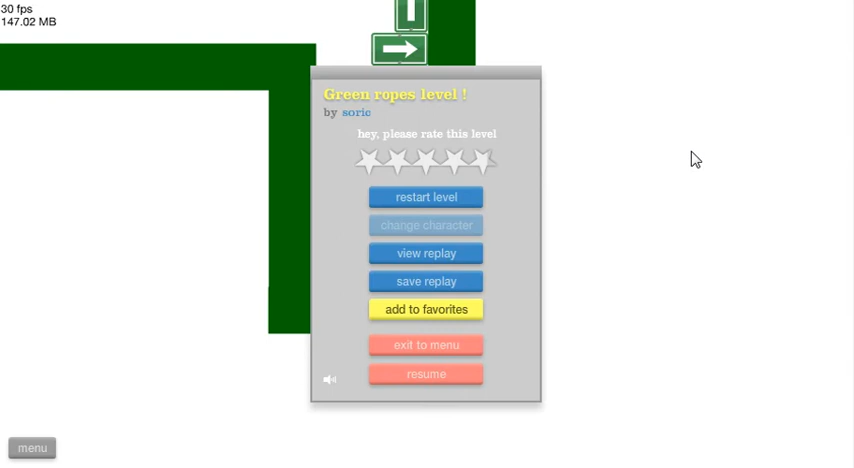 30 fps
147.02 MB
Green ropes level !
by soric
hey, please rate this level
restart level
change character
view replay
save replay
add to favorites
exit to menu
resume
menu